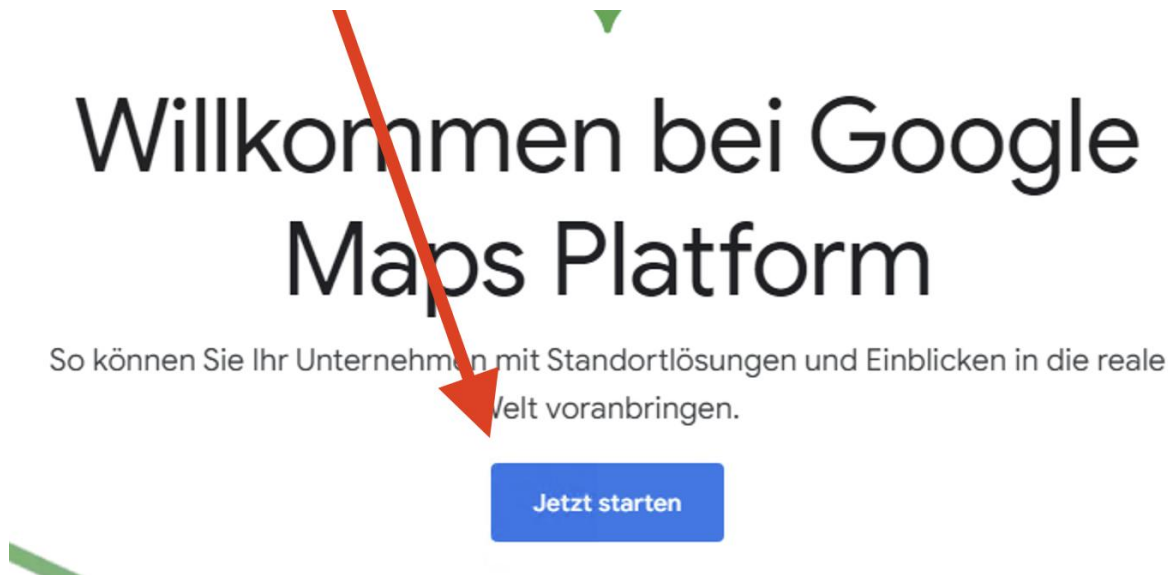 Willkommen bei Google
Maps Platform
So können Sie Ihr Unternehmen mit Standortlösungen und Einblicken in die reale
Welt voranbringen.
Jetzt starten